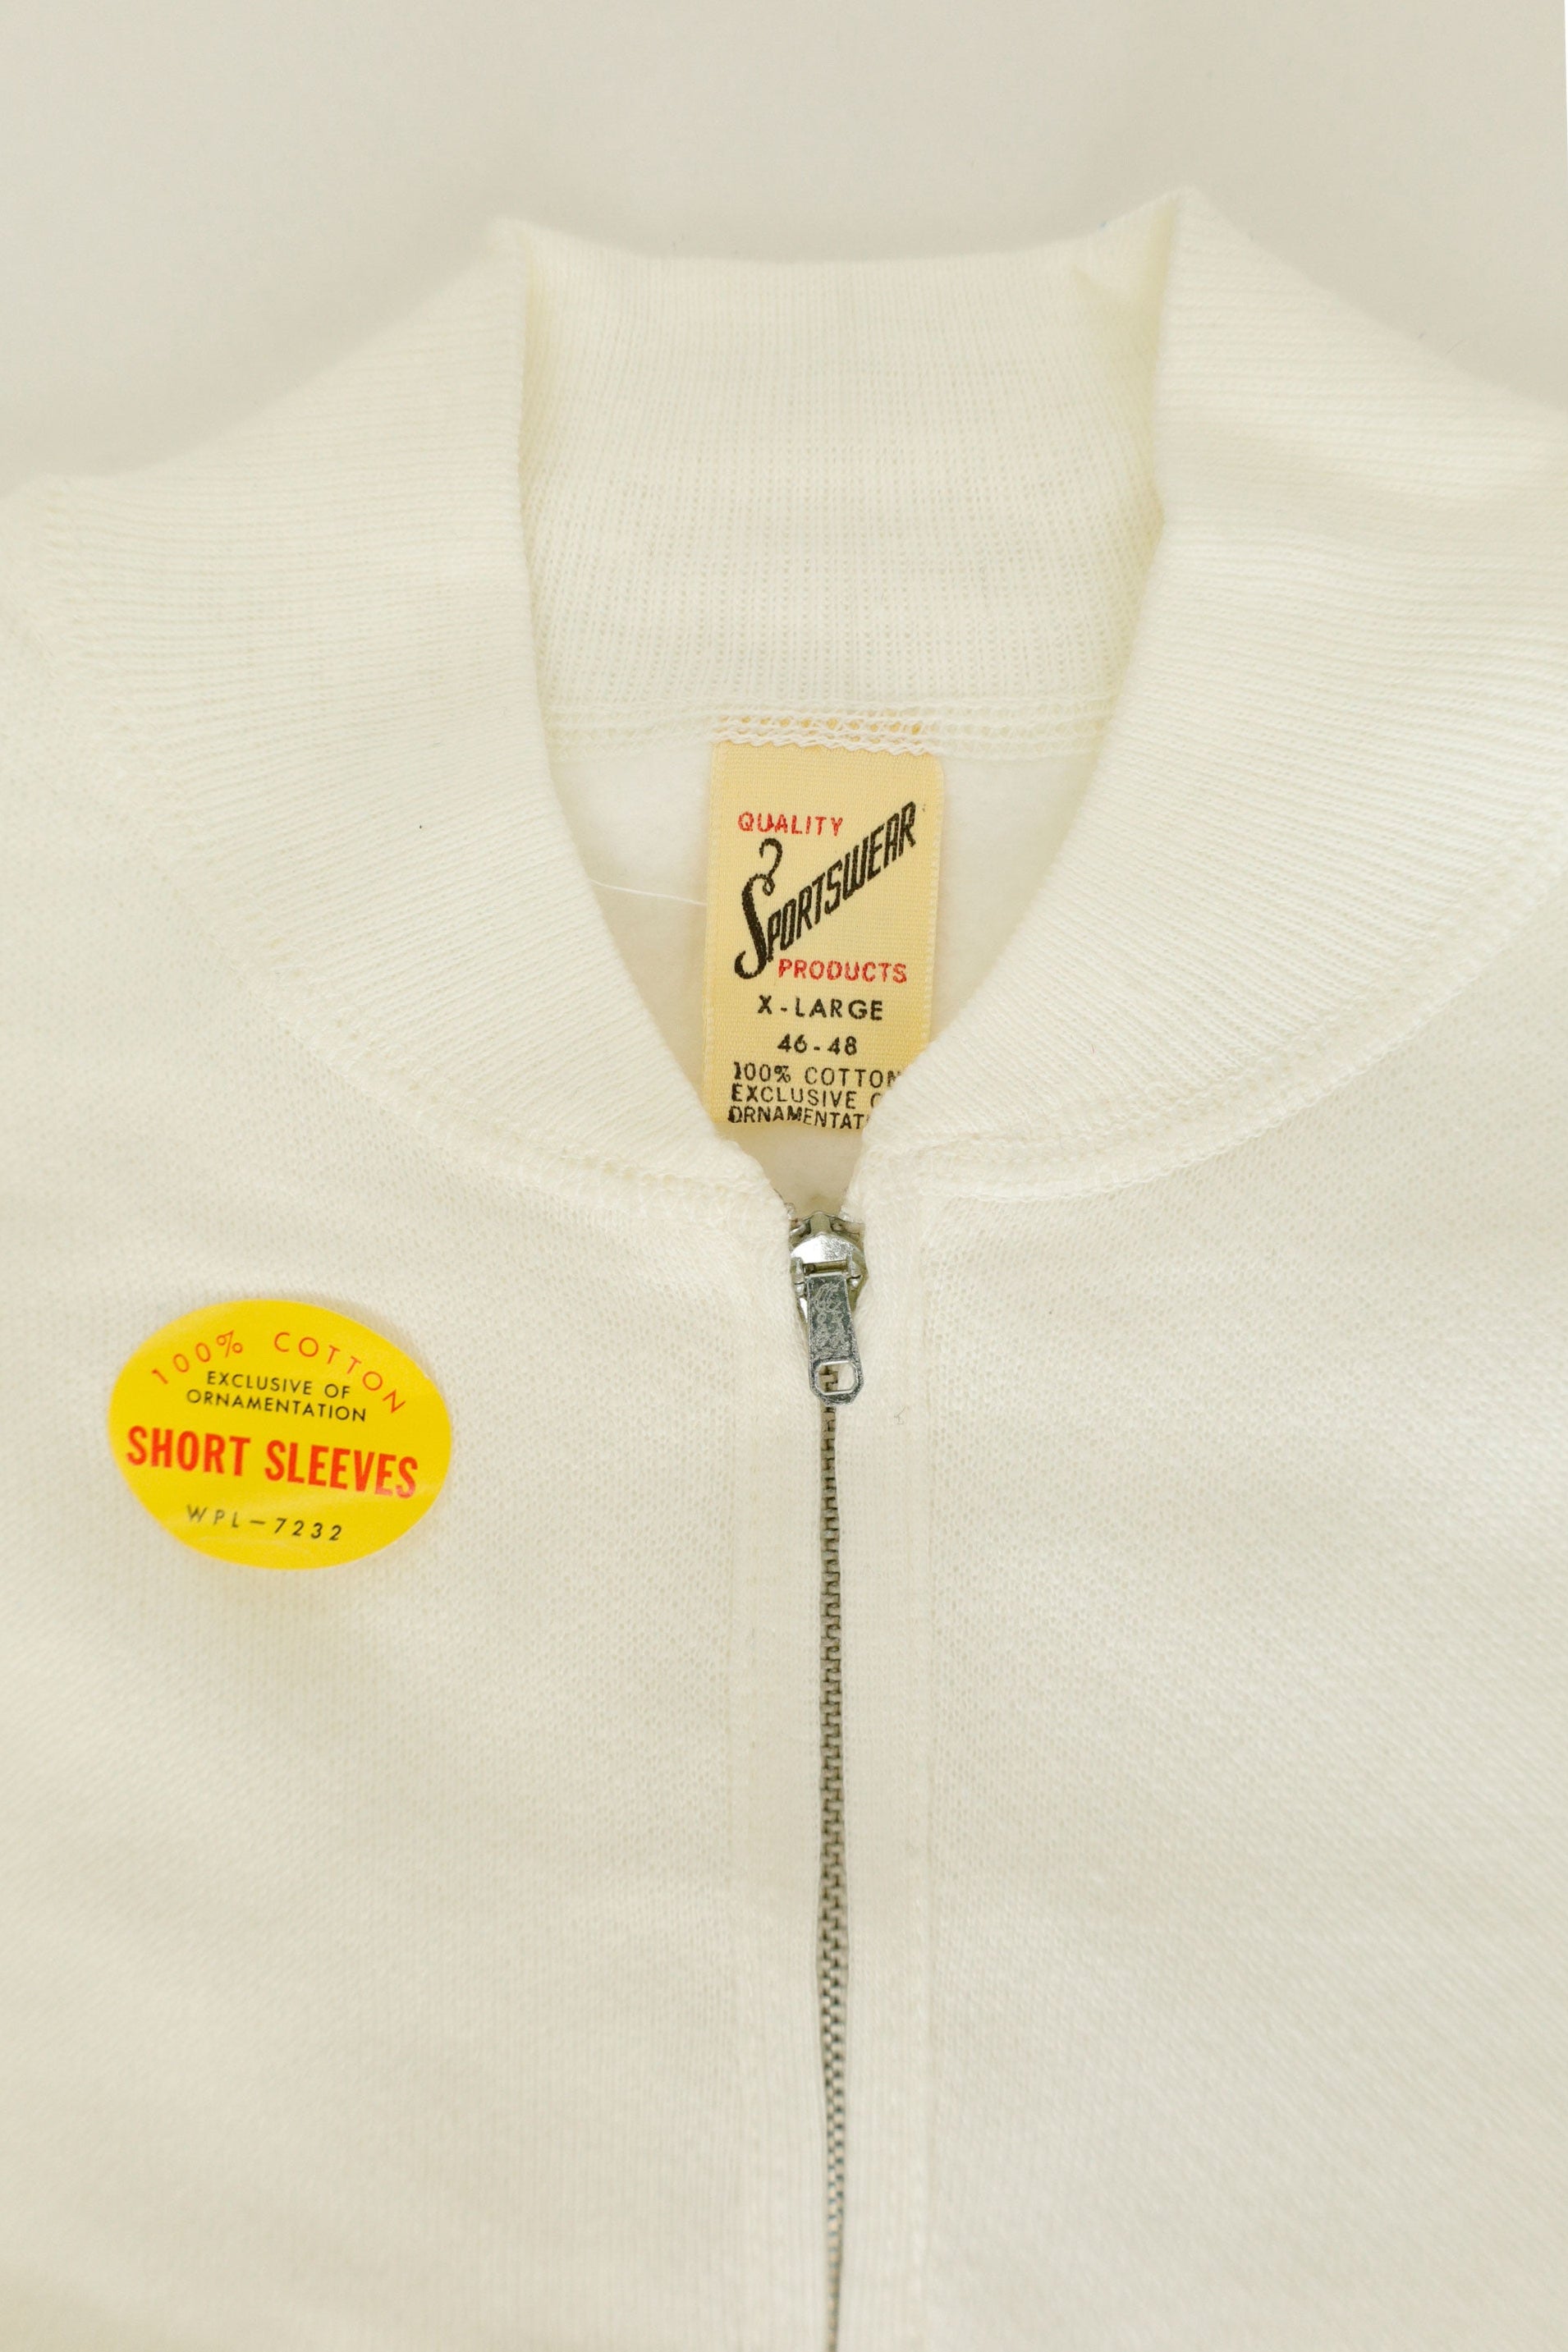 QUALITY
SPORTSWEAR
PRODUCTS
X-LARGE
46-48
100% COTTON
EXCLUSIVE
100% COTTON
EXCLUSIVE OF
ORNAMENTATION
SHORT SLEEVES
WPL-7232